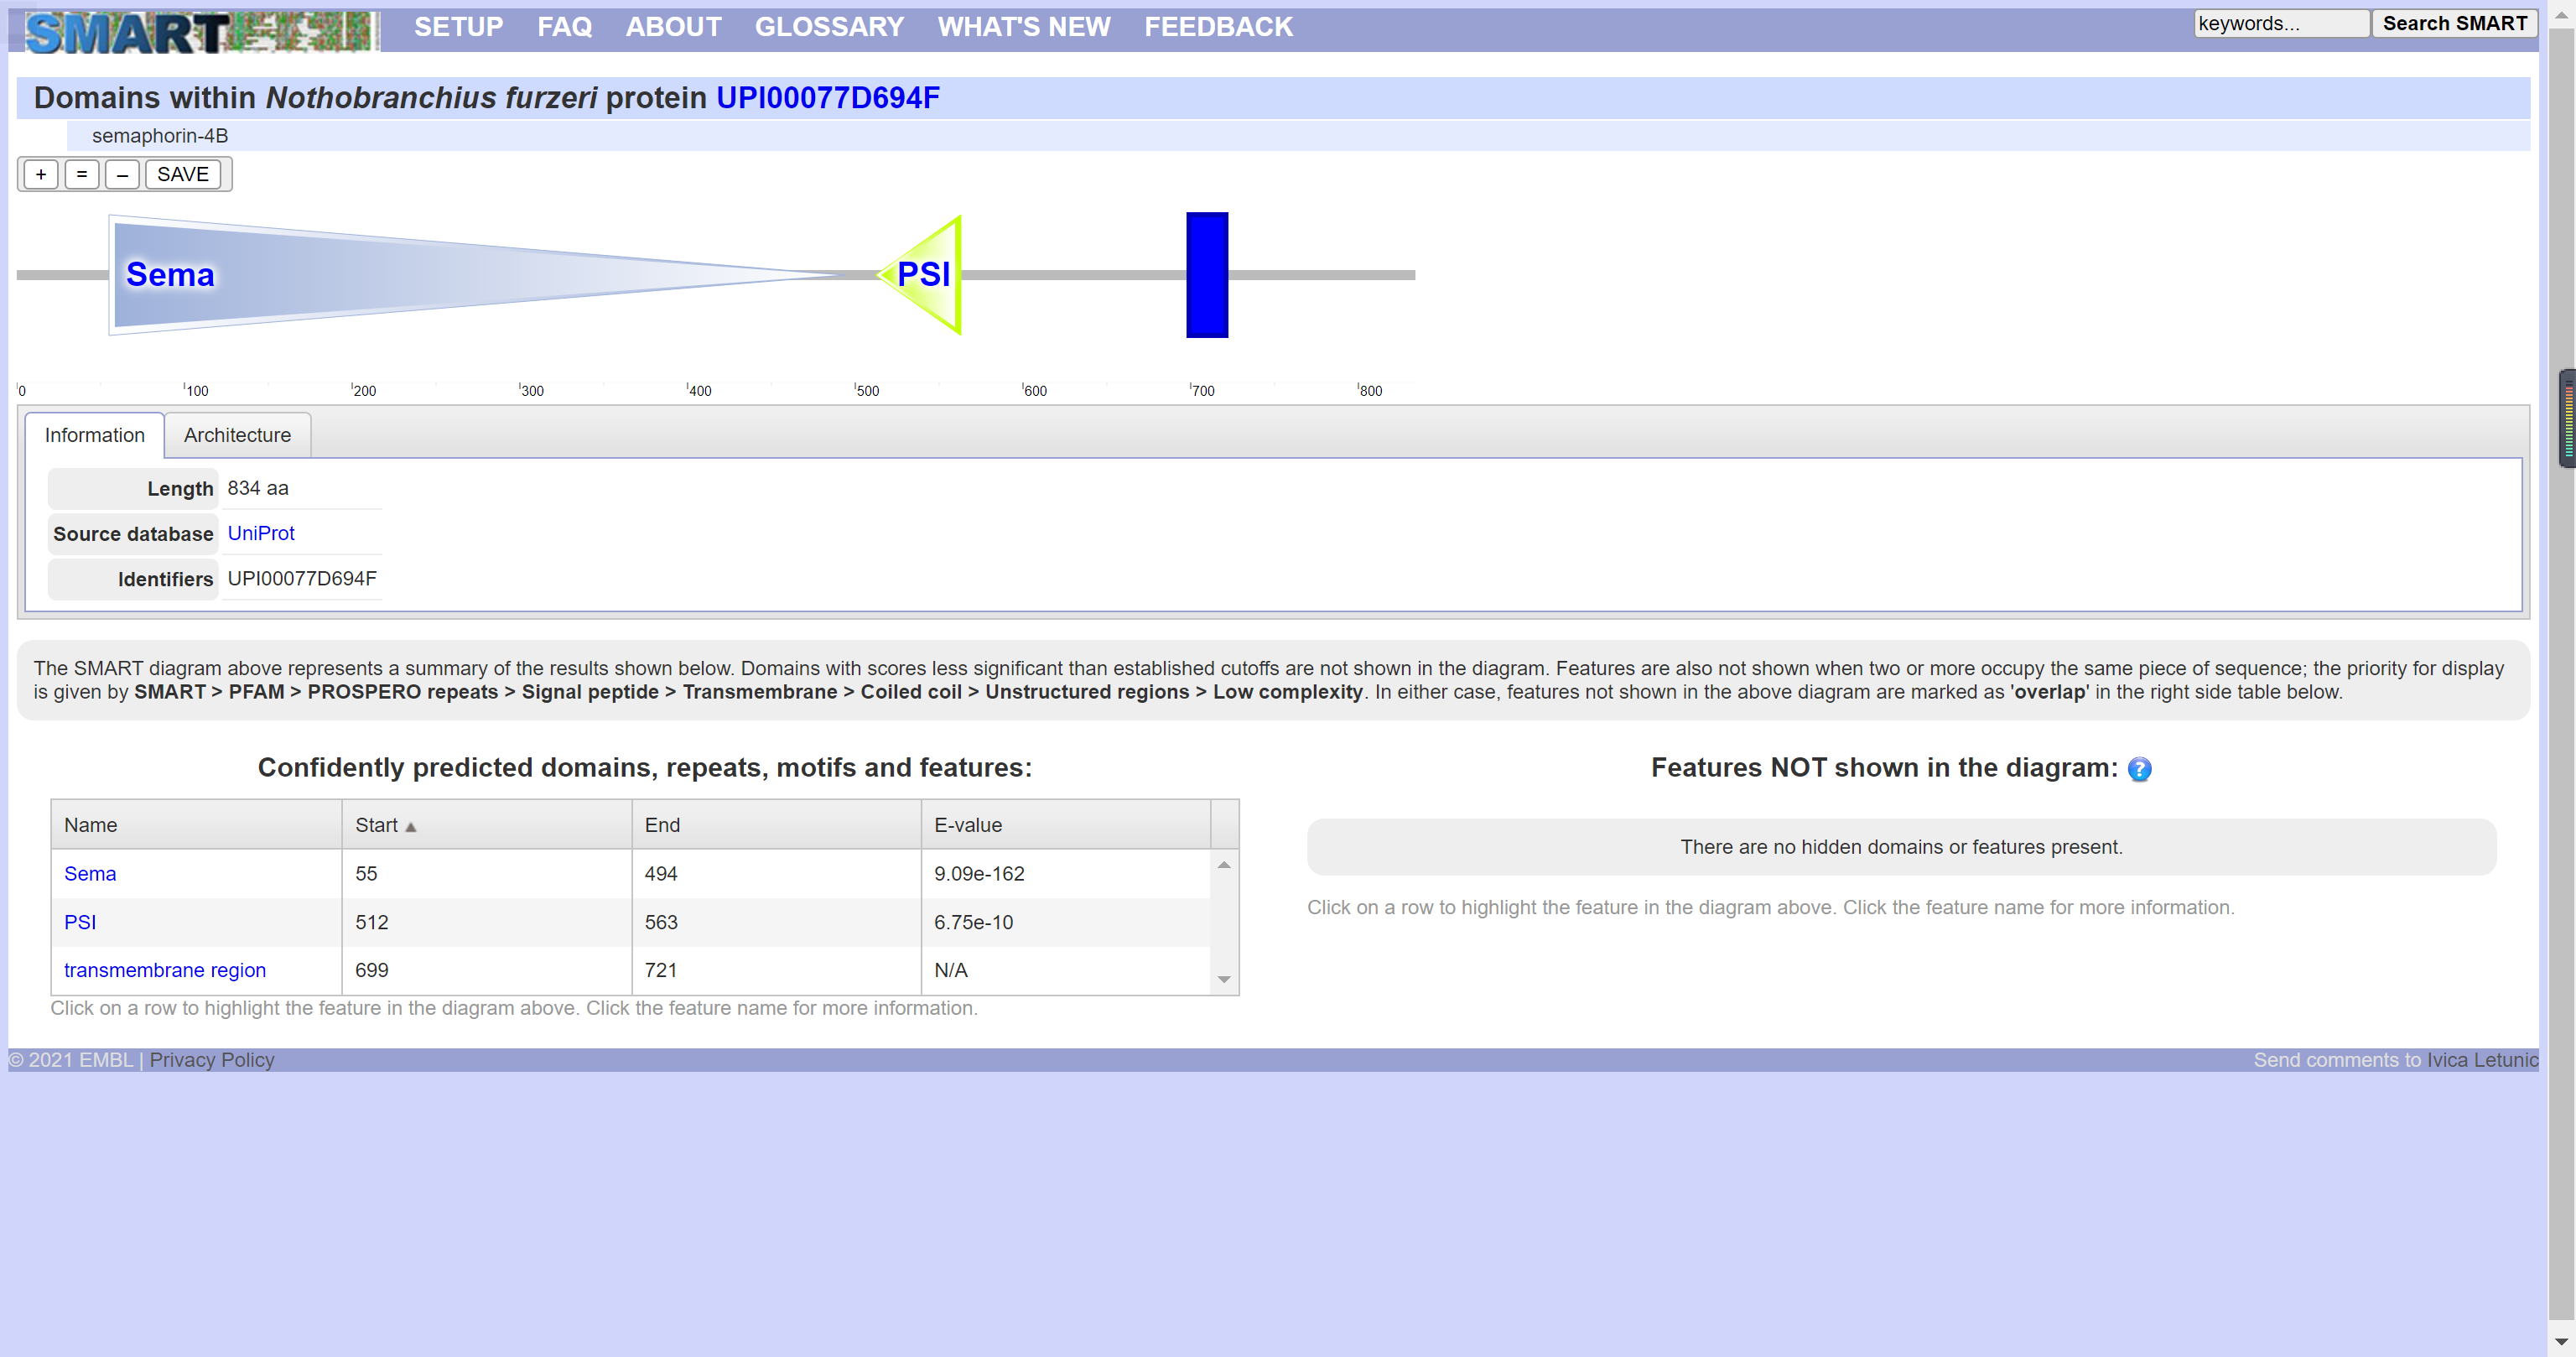 SMART SETUP FAQ ABOUT GLOSSARY WHAT'S NEW FEEDBACK keywords... Search SMART
Domains within Nothobranchius furzeri protein UPI00077D694F
semaphorin-4B
+ = – SAVE
Sema PSI
0 100 200 300 400 500 600 700 800
Information Architecture
Length 834 aa
Source database UniProt
Identifiers UPI00077D694F
The SMART diagram above represents a summary of the results shown below. Domains with scores less significant than established cutoffs are not shown in the diagram. Features are also not shown when two or more occupy the same piece of sequence; the priority for display
is given by SMART > PFAM > PROSPERO repeats > Signal peptide > Transmembrane > Coiled coil > Unstructured regions > Low complexity. In either case, features not shown in the above diagram are marked as 'overlap' in the right side table below.
Confidently predicted domains, repeats, motifs and features:
Name Start End E-value
Sema 55 494 9.09e-162
PSI 512 563 6.75e-10
transmembrane region 699 721 N/A
Click on a row to highlight the feature in the diagram above. Click the feature name for more information.
Features NOT shown in the diagram: ?
There are no hidden domains or features present.
Click on a row to highlight the feature in the diagram above. Click the feature name for more information.
© 2021 EMBL | Privacy Policy Send comments to Ivica Letunic